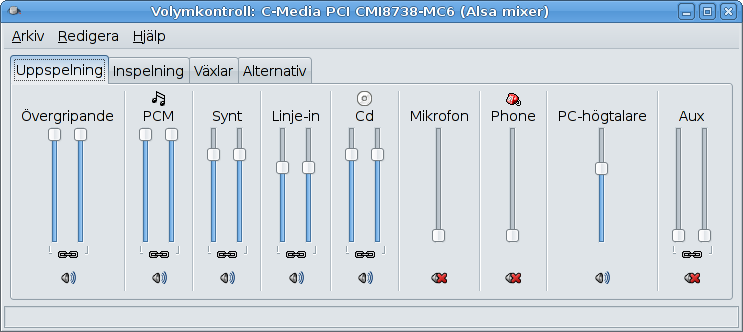 Volymkontroll: C-Media PCI CMI8738-MC6 (Alsa mixer)
Arkiv Redigera Hjälp
Uppspelning Inspelning Växlar Alternativ
Övergripande PCM Synt Linje-in Cd Mikrofon Phone PC-högtalare Aux